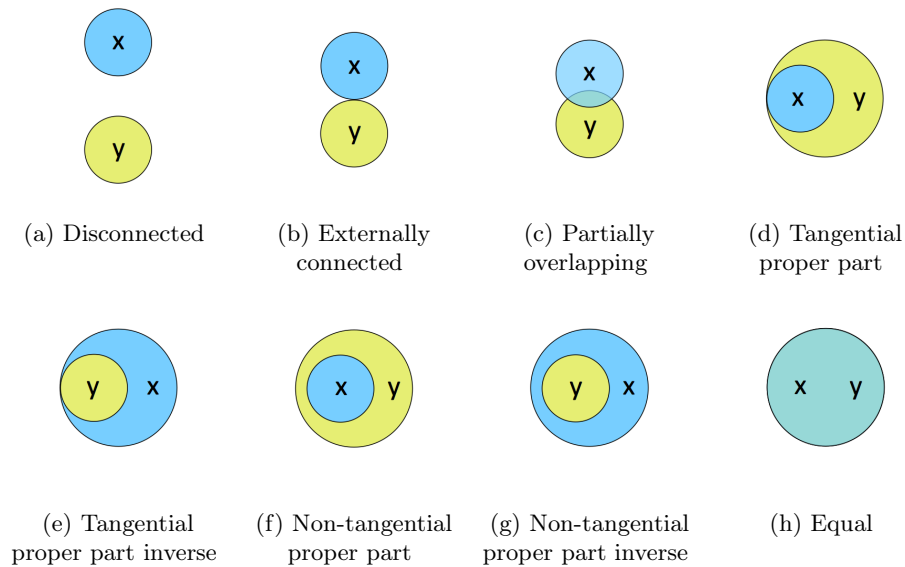 x
y
x
y
x
y
x y
(a) Disconnected
(b) Externally
connected
(c) Partially
overlapping
(d) Tangential
proper part
y x
x y
y x
x y
(e) Tangential
proper part inverse
(f) Non-tangential
proper part
(g) Non-tangential
proper part inverse
(h) Equal